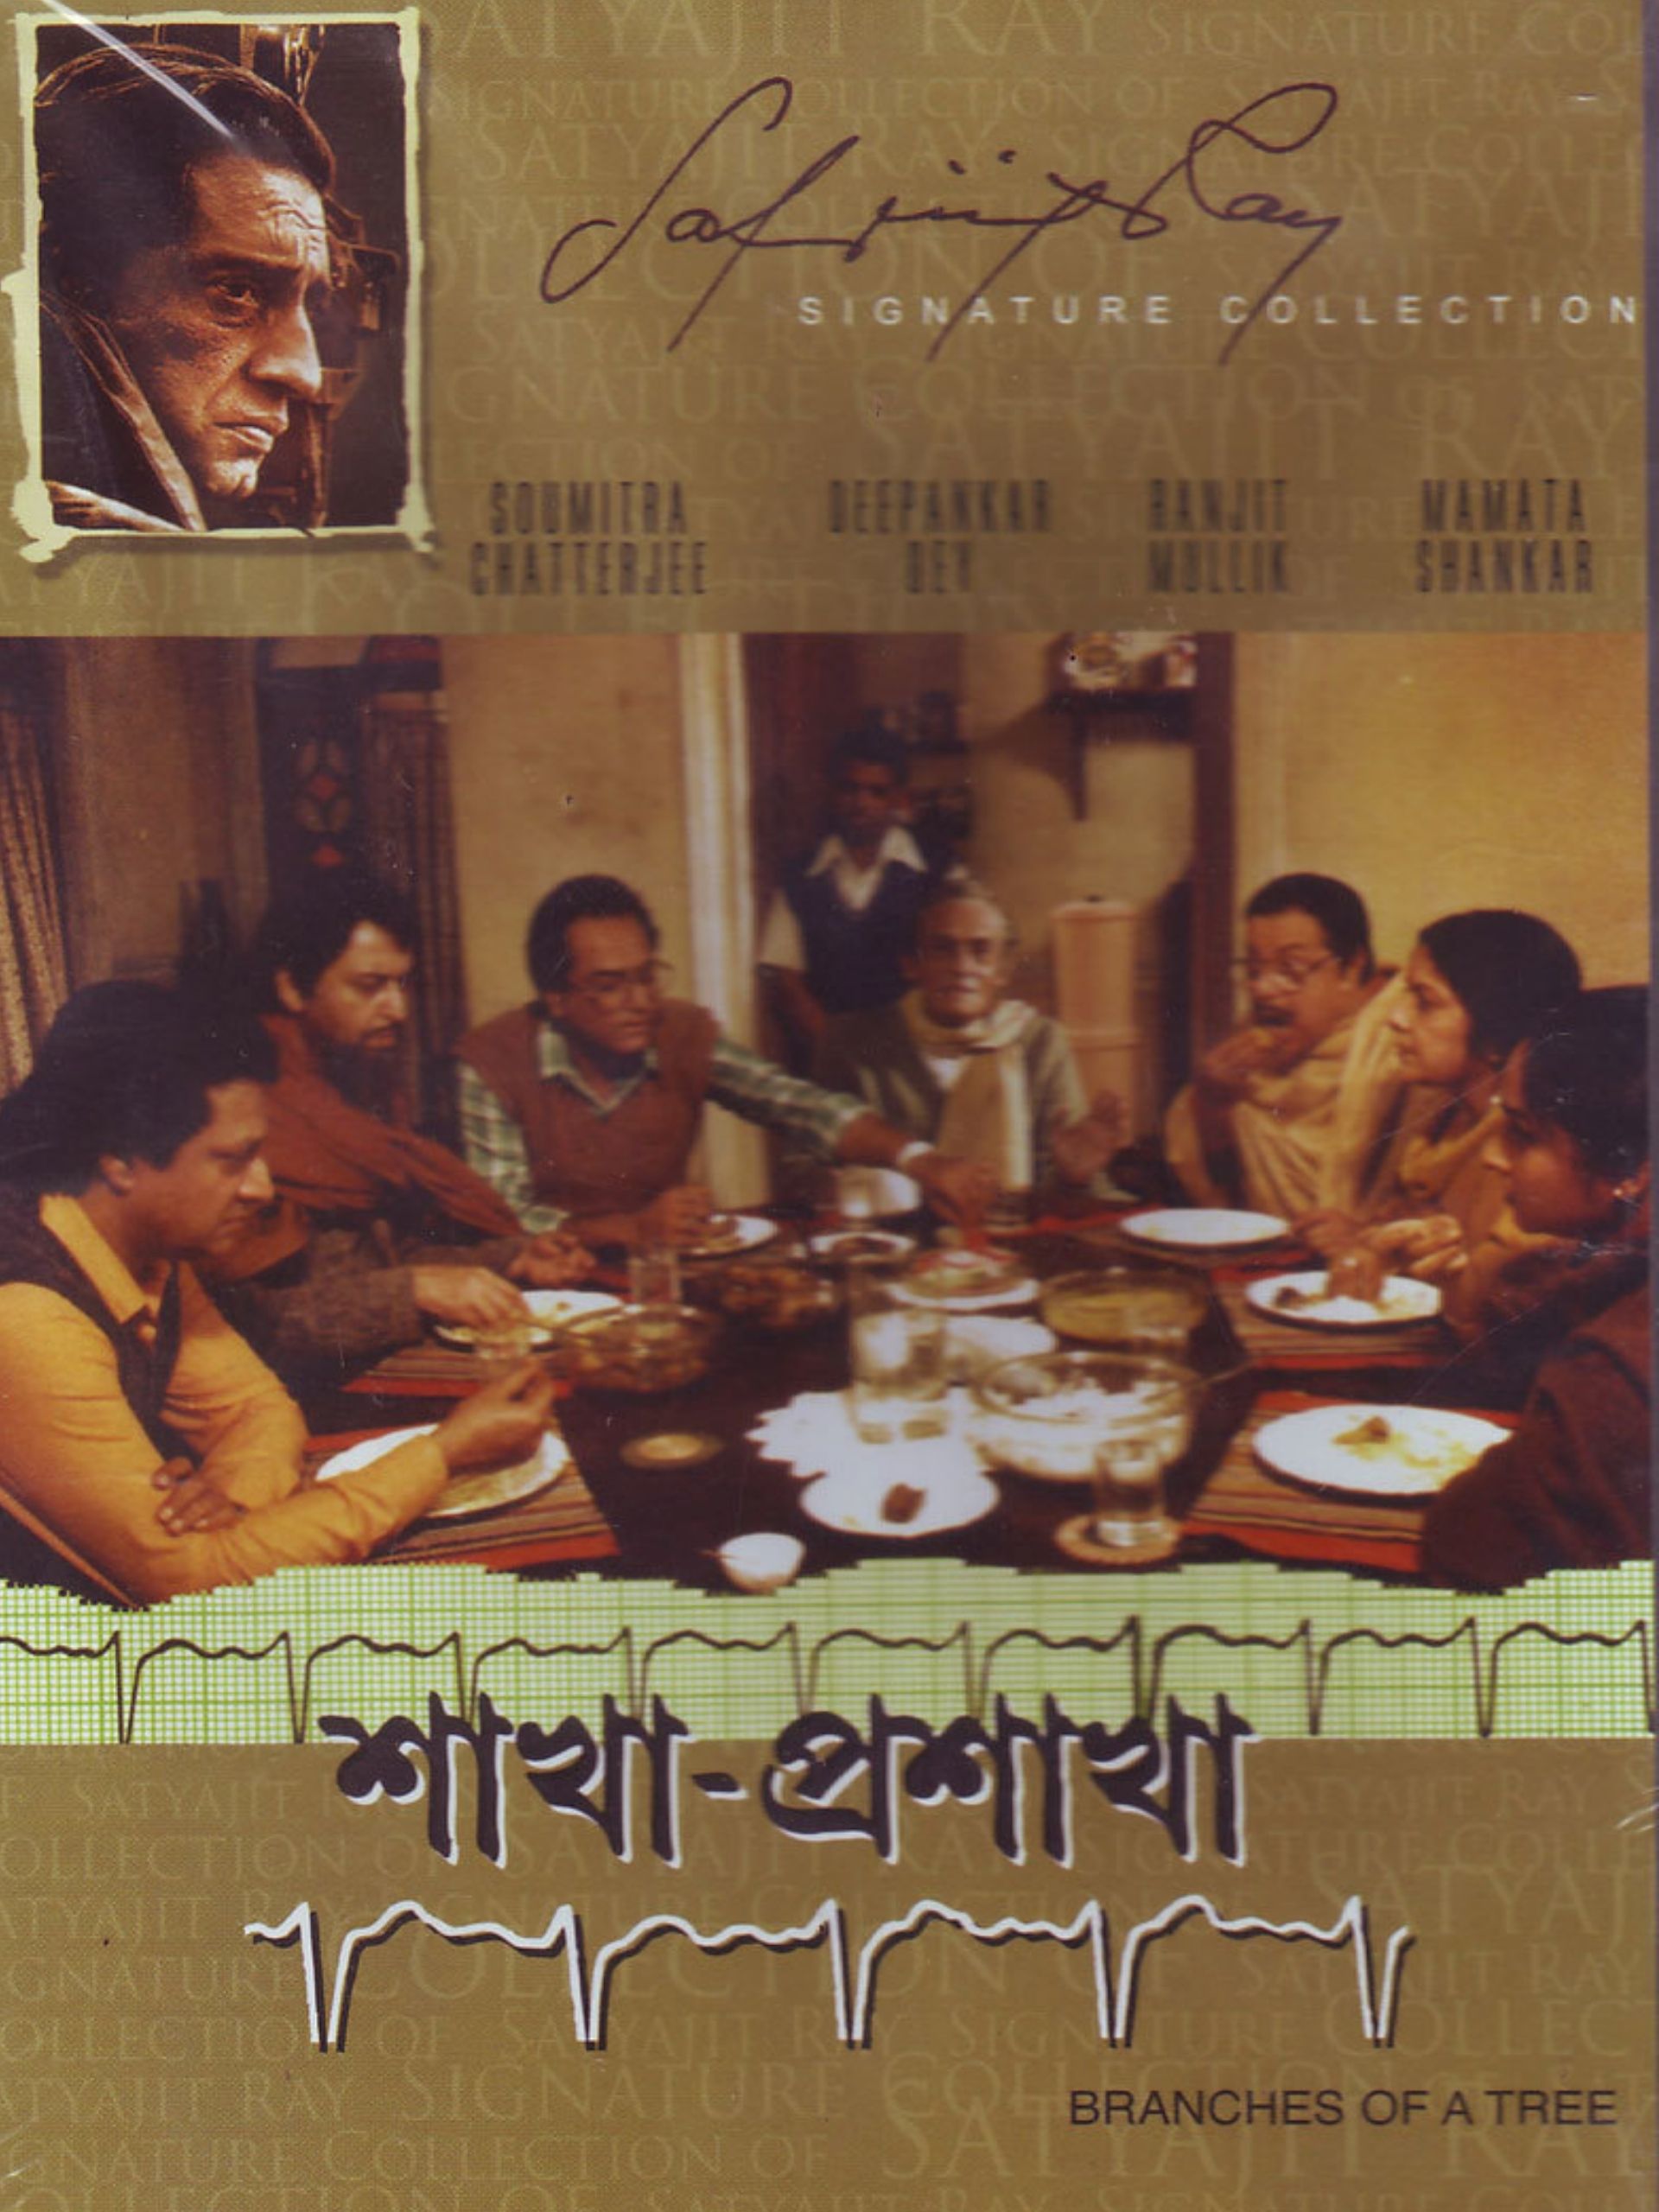 Satyajit Ray
SIGNATURE COLLECTION
SOUMITRA CHATTERJEE
DEEPANKAR DEY
RANJIT MULLIK
MAMATA SHANKAR
শাখা-প্রশাখা
BRANCHES OF A TREE